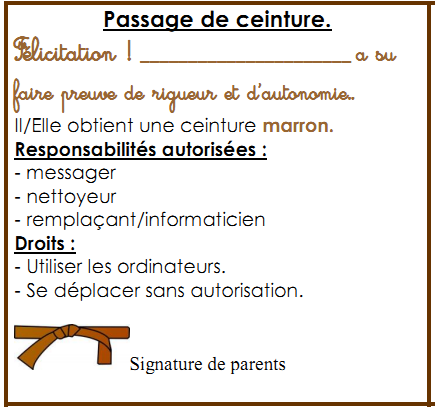 Passage de ceinture.
Félicitation ! ______________________ a su
faire preuve de rigueur et d'autonomie..
Il/Elle obtient une ceinture marron.
Responsabilités autorisées :
- messager
- nettoyeur
- remplaçant/informaticien
Droits :
- Utiliser les ordinateurs.
- Se déplacer sans autorisation.
Signature de parents